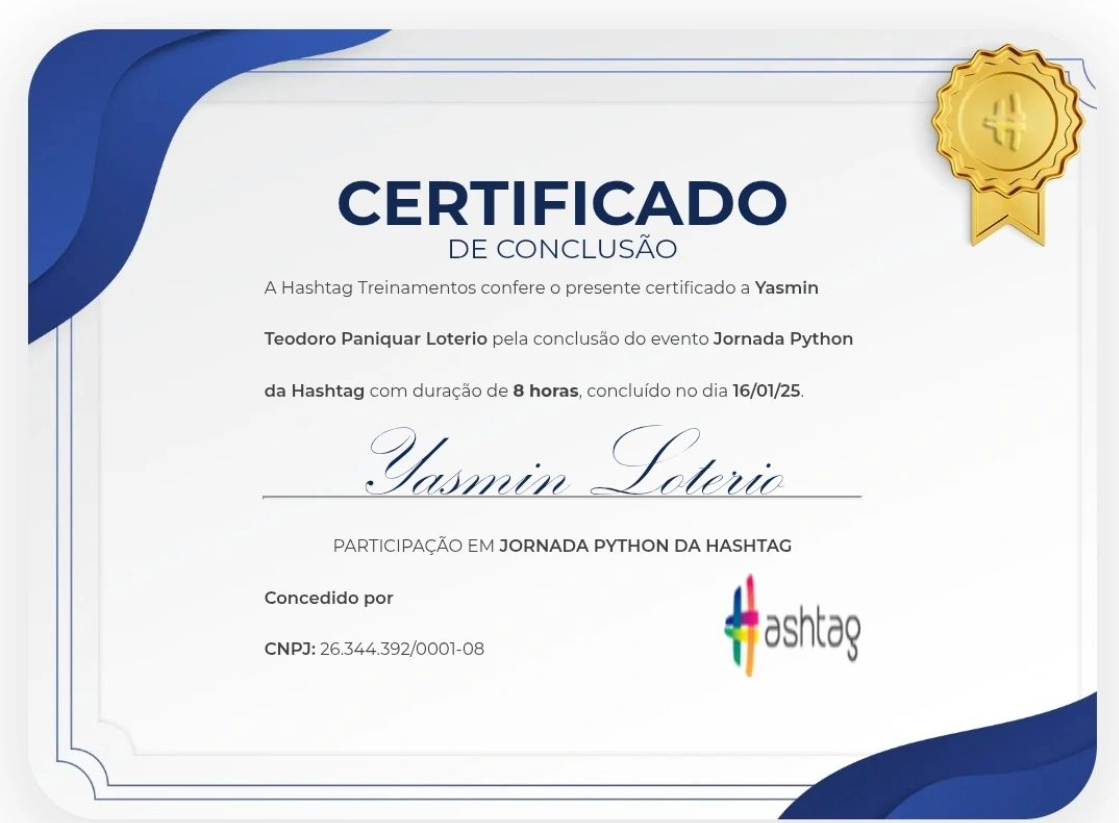 CERTIFICADO
DE CONCLUSÃO
A Hashtag Treinamentos confere o presente certificado a Yasmin
Teodoro Paniquar Loterio pela conclusão do evento Jornada Python
da Hashtag com duração de 8 horas, concluído no dia 16/01/25.
Yasmin Loterio
PARTICIPAÇÃO EM JORNADA PYTHON DA HASHTAG
Concedido por
CNPJ: 26.344.392/0001-08
Hashtag